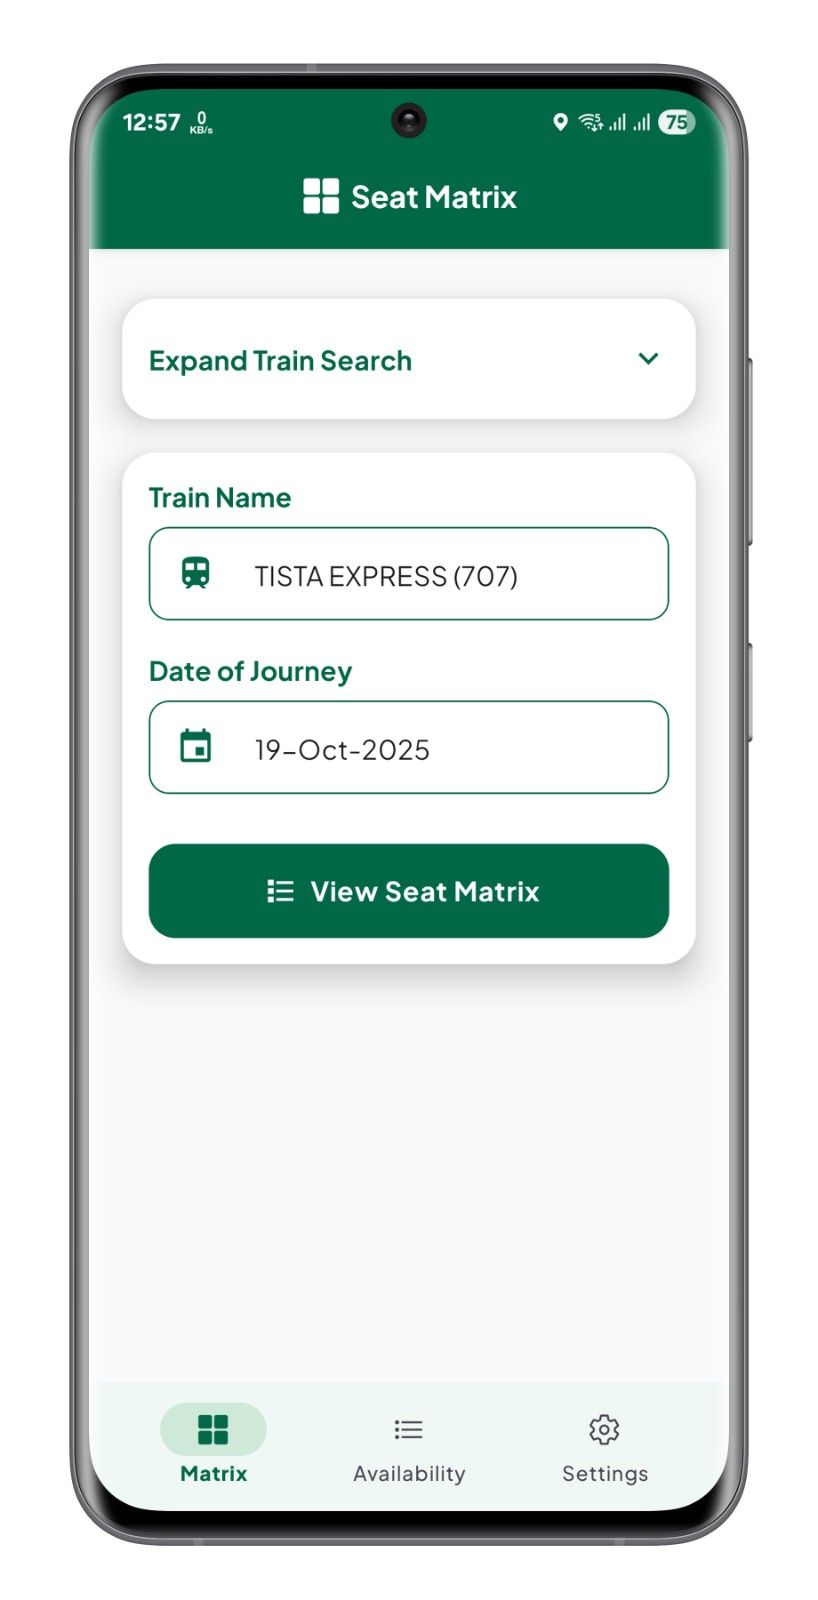 12:57 0 KB/s 75
Seat Matrix
Expand Train Search
Train Name
TISTA EXPRESS (707)
Date of Journey
19-Oct-2025
View Seat Matrix
Matrix Availability Settings